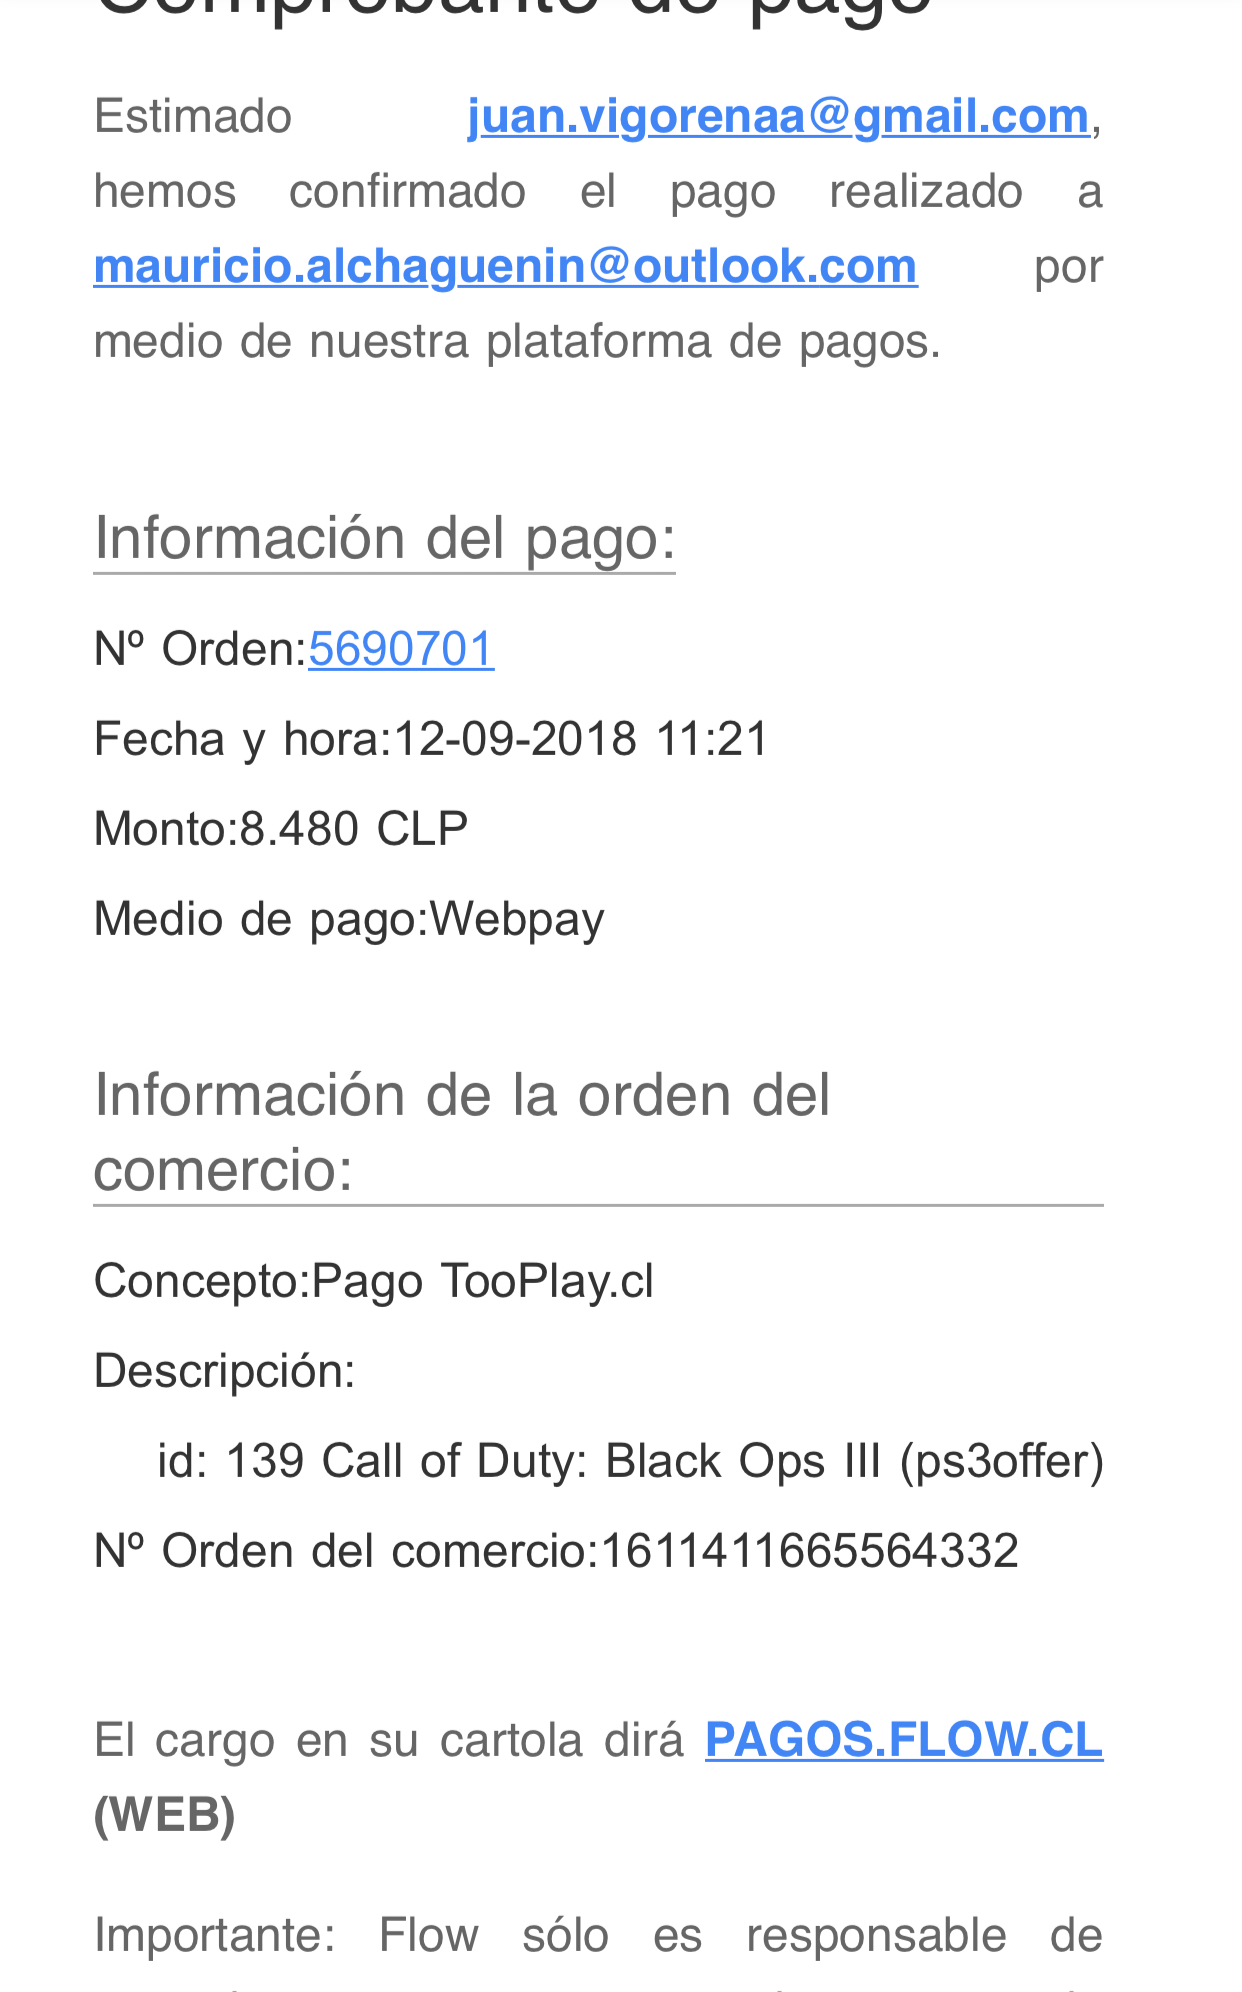 Comprobante de pago
Estimado juan.vigorenaa@gmail.com,
hemos confirmado el pago realizado a
mauricio.alchaguenin@outlook.com por
medio de nuestra plataforma de pagos.
Información del pago:
Nº Orden:5690701
Fecha y hora:12-09-2018 11:21
Monto:8.480 CLP
Medio de pago:Webpay
Información de la orden del
comercio:
Concepto:Pago TooPlay.cl
Descripción:
id: 139 Call of Duty: Black Ops III (ps3offer)
Nº Orden del comercio:1611411665564332
El cargo en su cartola dirá PAGOS.FLOW.CL
(WEB)
Importante: Flow sólo es responsable de